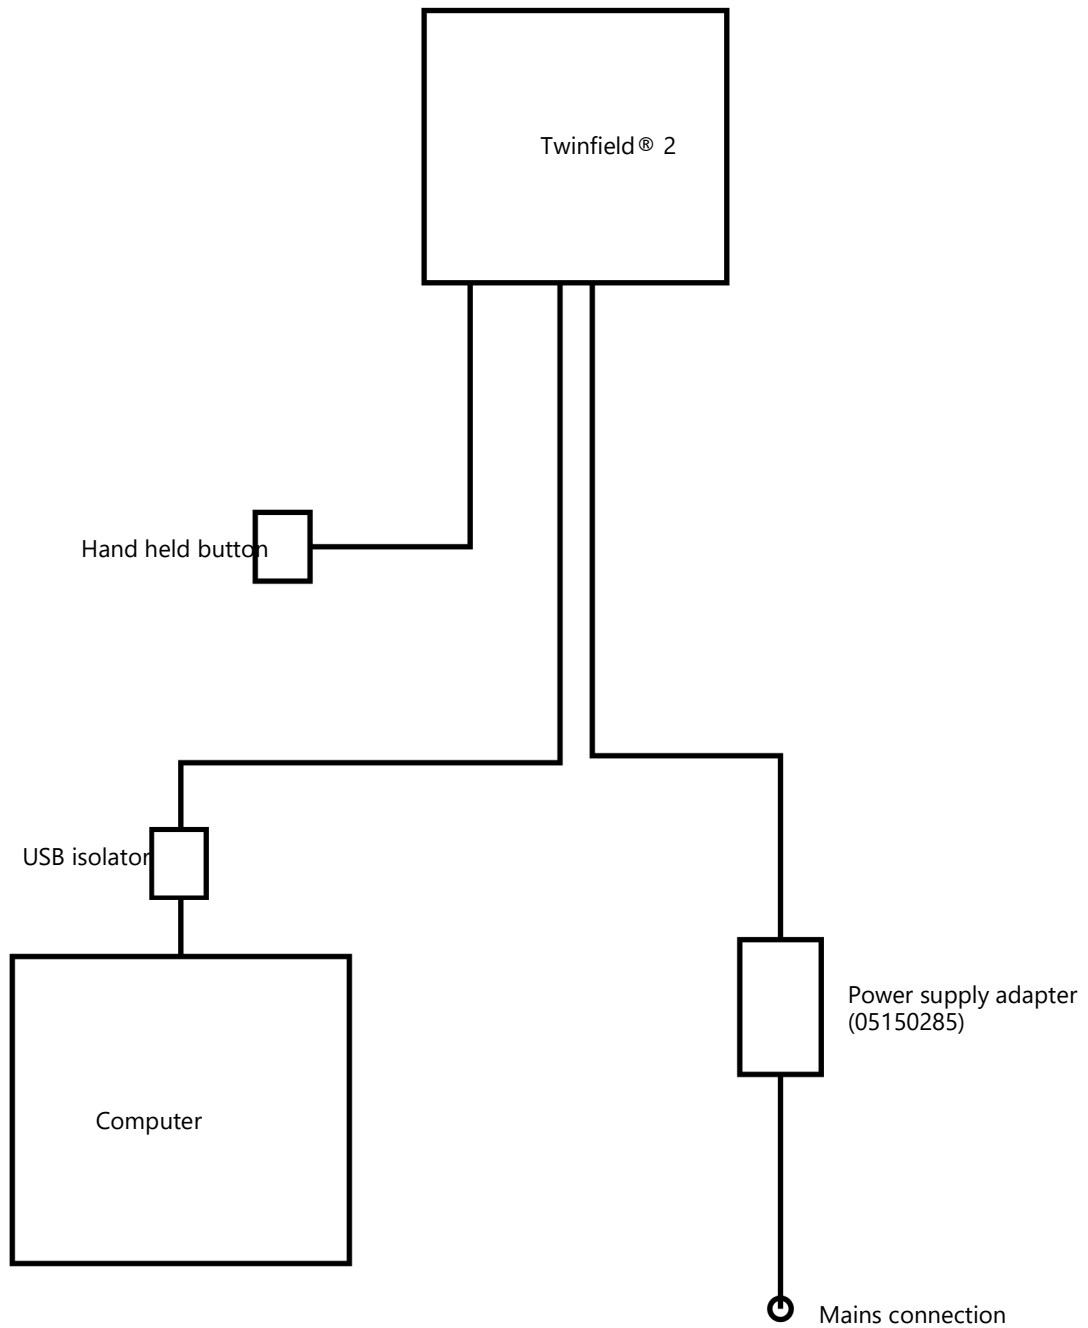 Twinfield® 2
Hand held button
USB isolator
Power supply adapter
(05150285)
Computer
Mains connection